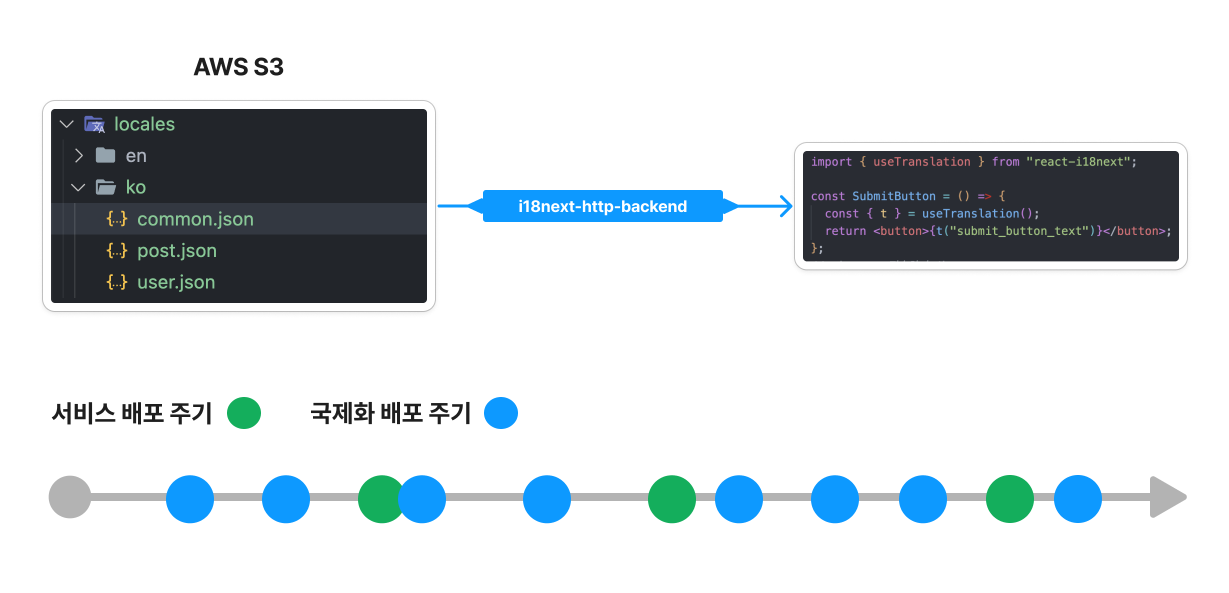 AWS S3
locales
en
ko
{..} common.json
{..} post.json
{..} user.json
i18next-http-backend
import { useTranslation } from "react-i18next";
const SubmitButton = () => {
const { t } = useTranslation();
return <button>{t("submit_button_text")}</button>;
};
서비스 배포 주기
국제화 배포 주기